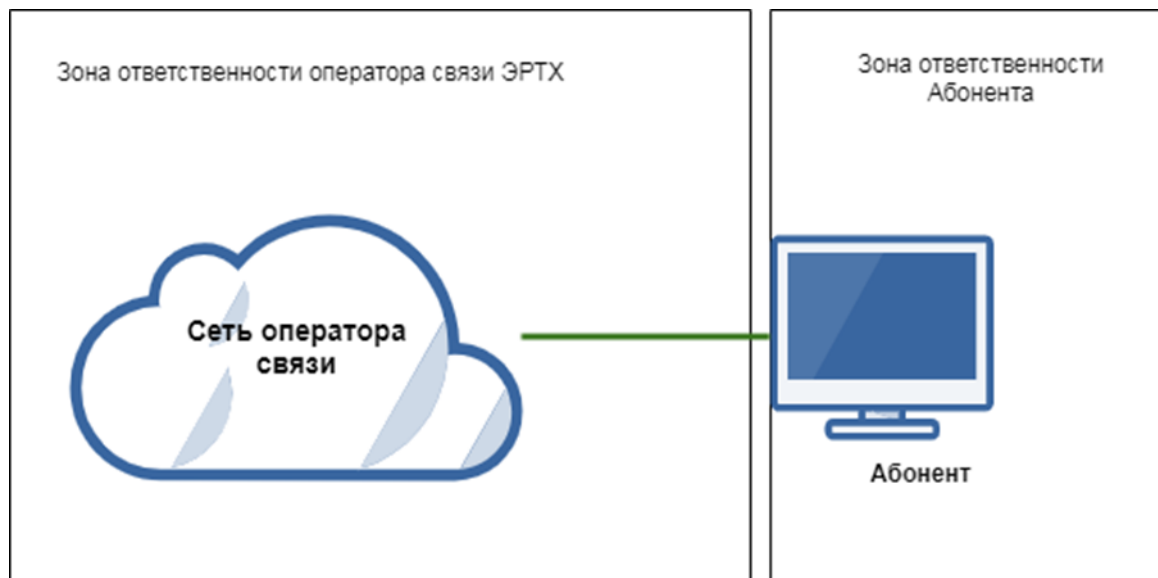 Зона ответственности оператора связи ЭРТХ
Зона ответственности
Абонента
Сеть оператора
связи
Абонент